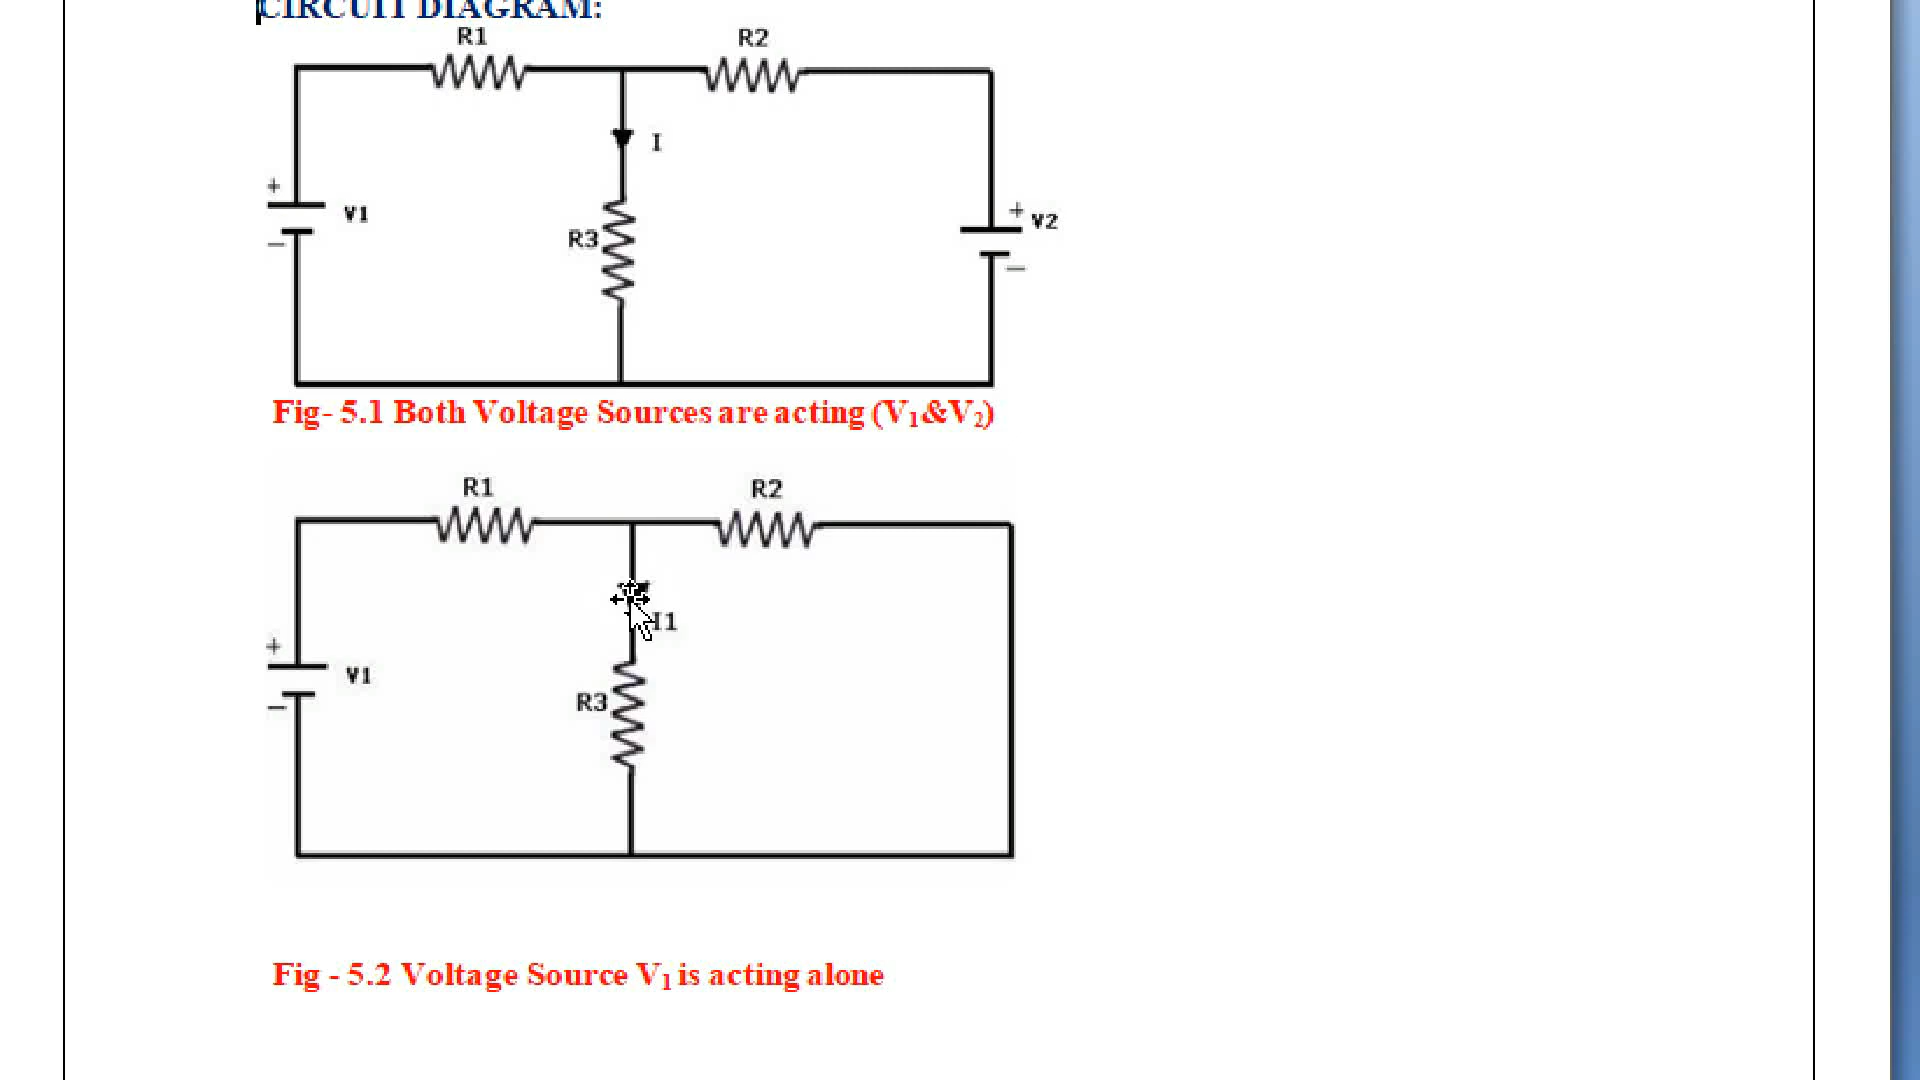 CIRCUIT DIAGRAM:
R1 R2
I
+
V1
+ V2
R3
−
−
Fig- 5.1 Both Voltage Sources are acting (V₁&V₂)
R1 R2
I1
+
V1
R3
−
Fig - 5.2 Voltage Source V₁ is acting alone